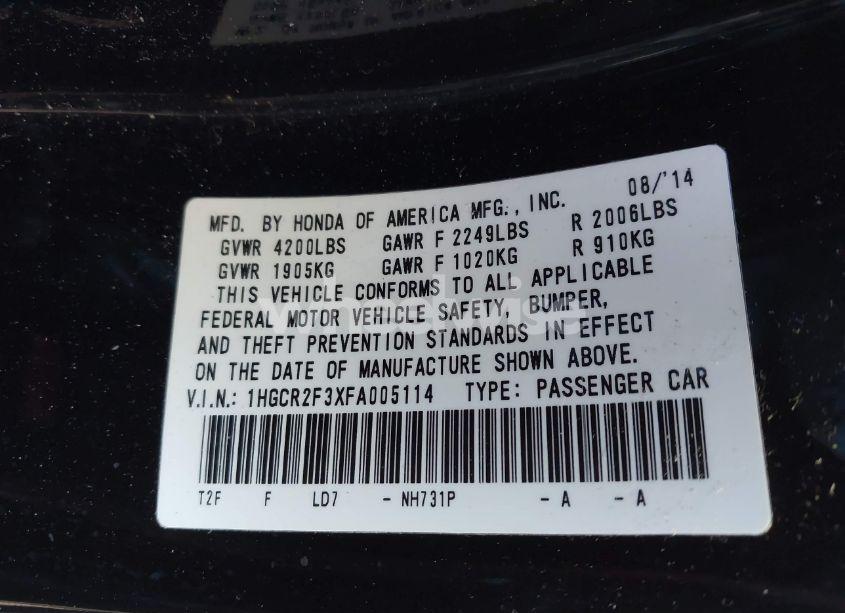 MFD. BY HONDA OF AMERICA MFG., INC. 08/'14
GVWR 4200LBS GAWR F 2249LBS R 2006LBS
GVWR 1905KG GAWR F 1020KG R 910KG
THIS VEHICLE CONFORMS TO ALL APPLICABLE
FEDERAL MOTOR VEHICLE SAFETY, BUMPER,
AND THEFT PREVENTION STANDARDS IN EFFECT
ON THE DATE OF MANUFACTURE SHOWN ABOVE.
V.I.N.: 1HGCR2F3XFA005114 TYPE: PASSENGER CAR
T2F F LD7 - NH731P - A - A